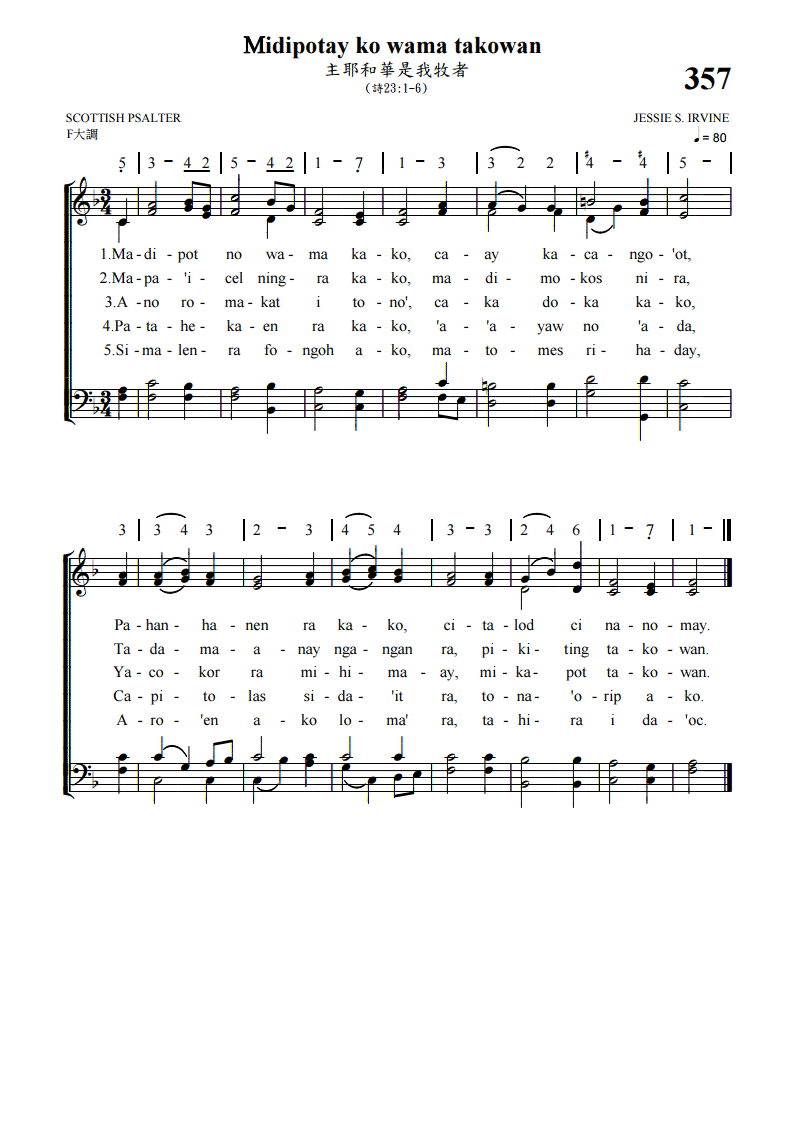 Midipotay ko wama takowan
主耶和華是我牧者
(詩23:1-6)
357
SCOTTISH PSALTER
JESSIE S. IRVINE
F大調
♩= 80
5 | 3 - 4 2 | 5 - 4 2 | 1 - 7 | 1 - 3 | 3 2 2 | #4 - #4 | 5 - |
1.Ma - di - pot no wa - ma ka - ko, ca - ay ka - ca - ngo - 'ot,
2.Ma - pa - 'i - cel ning - ra ka - ko, ma - di - mo - kos ni - ra,
3.A - no ro - ma - kat i to - no', ca - ka do - ka ka - ko,
4.Pa - ta - he - ka - en ra ka - ko, 'a - 'a - yaw no 'a - da,
5.Si - ma - len - ra fo - ngoh a - ko, ma - to - mes ri - ha - day,
3 | 3 4 3 | 2 - 3 | 4 5 4 | 3 - 3 | 2 4 6 | 1 - 7 | 1 - ||
Pa - han - ha - nen ra ka - ko, ci - ta - lod ci na - no - may.
Ta - da - ma - a - nay nga - ngan ra, pi - ki - ting ta - ko - wan.
Ya - co - kor ra mi - hi - ma - ay, mi - ka - pot ta - ko - wan.
Ca - pi - to - las si - da - 'it ra, to - na - 'o - rip a - ko.
A - ro - 'en a - ko lo - ma' ra, ta - hi - ra i da - 'oc.